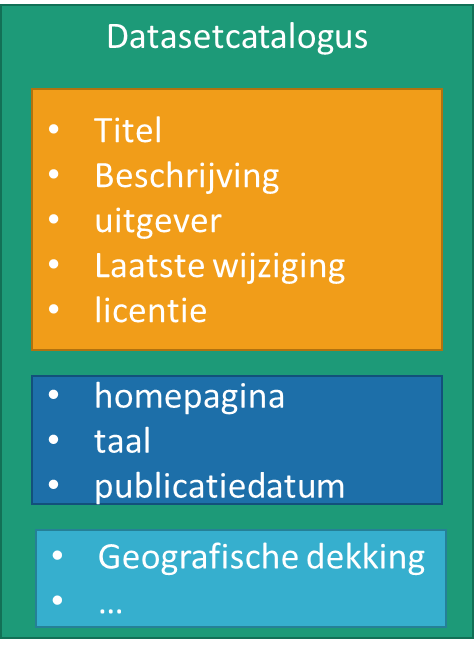 Datasetcatalogus
• Titel
• Beschrijving
• uitgever
• Laatste wijziging
• licentie
• homepagina
• taal
• publicatiedatum
• Geografische dekking
• ...